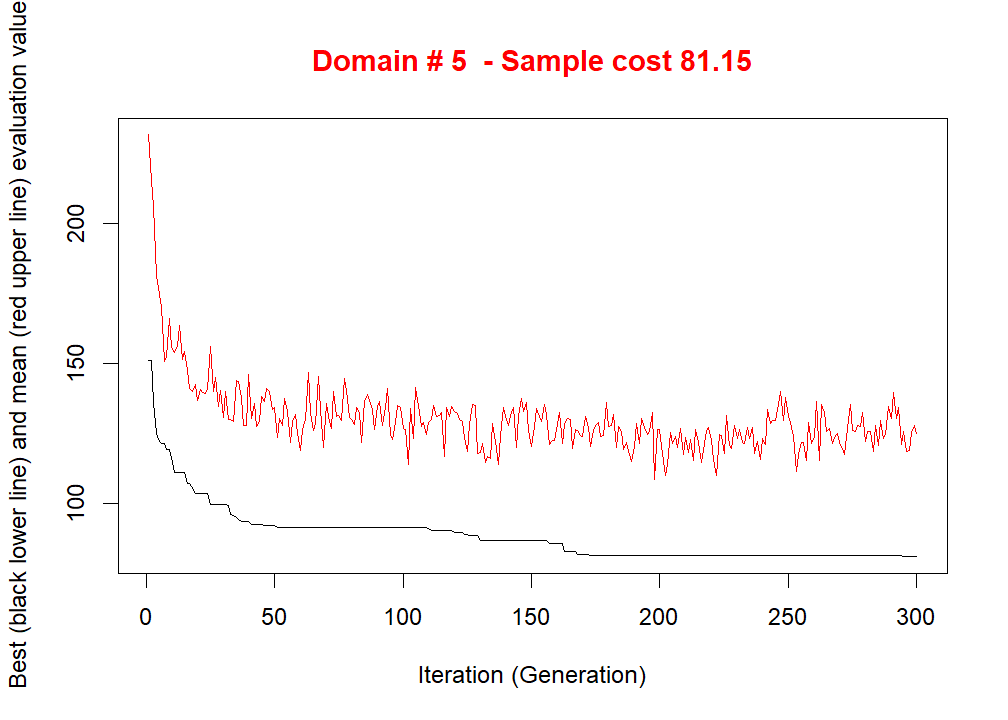 Domain # 5  - Sample cost 81.15
Best (black lower line) and mean (red upper line) evaluation value
200
150
100
0 50 100 150 200 250 300
Iteration (Generation)